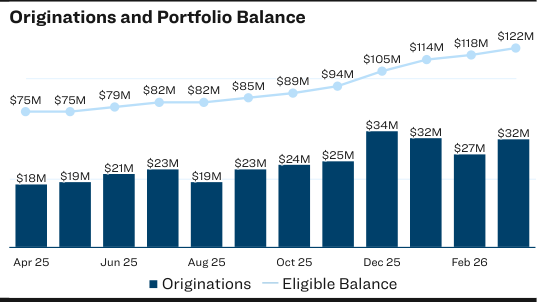 Originations and Portfolio Balance
$75M $75M $79M $82M $82M $85M $89M $94M $105M $114M $118M $122M
$18M $19M $21M $23M $19M $23M $24M $25M $34M $32M $27M $32M
Apr 25 Jun 25 Aug 25 Oct 25 Dec 25 Feb 26
Originations Eligible Balance